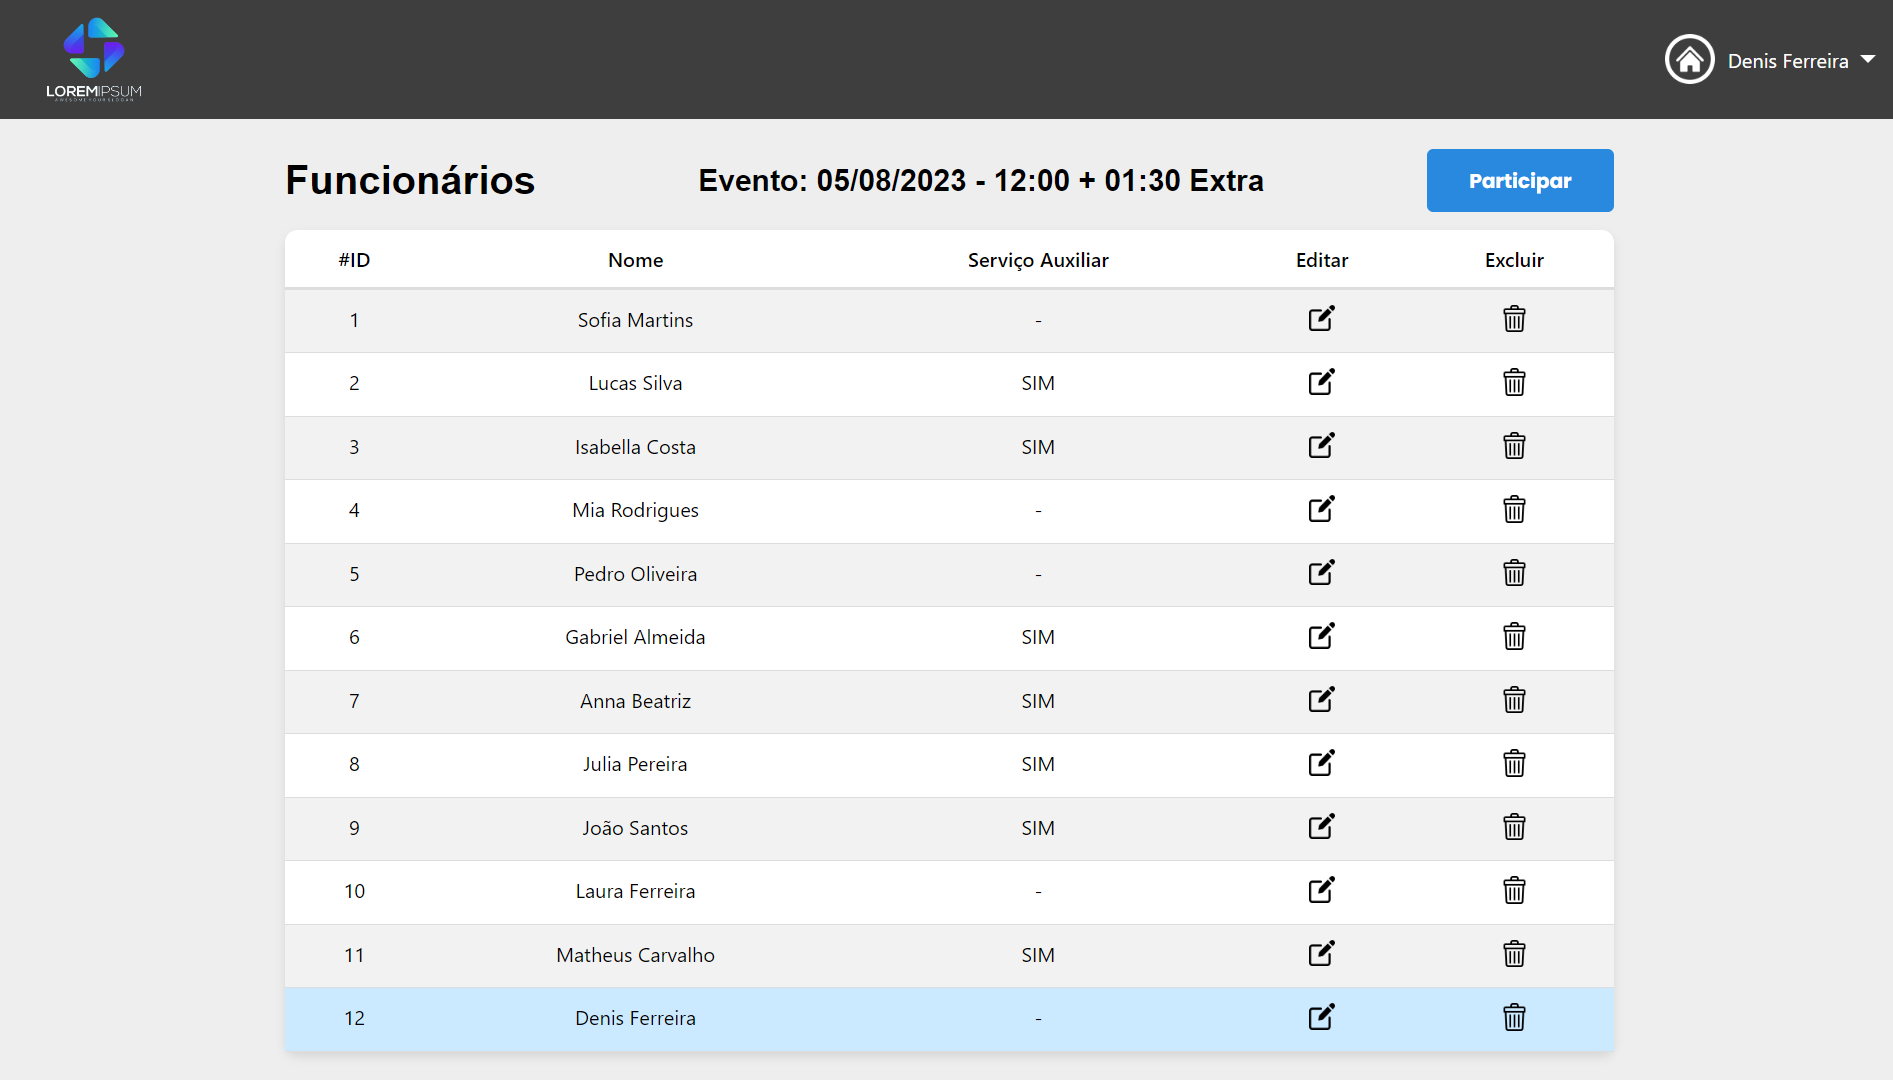 LOREMIPSUM
AWESOME YOUR SLOGAN
Denis Ferreira
Funcionários
Evento: 05/08/2023 - 12:00 + 01:30 Extra
Participar
#ID Nome Serviço Auxiliar Editar Excluir
1 Sofia Martins -
2 Lucas Silva SIM
3 Isabella Costa SIM
4 Mia Rodrigues -
5 Pedro Oliveira -
6 Gabriel Almeida SIM
7 Anna Beatriz SIM
8 Julia Pereira SIM
9 João Santos SIM
10 Laura Ferreira -
11 Matheus Carvalho SIM
12 Denis Ferreira -